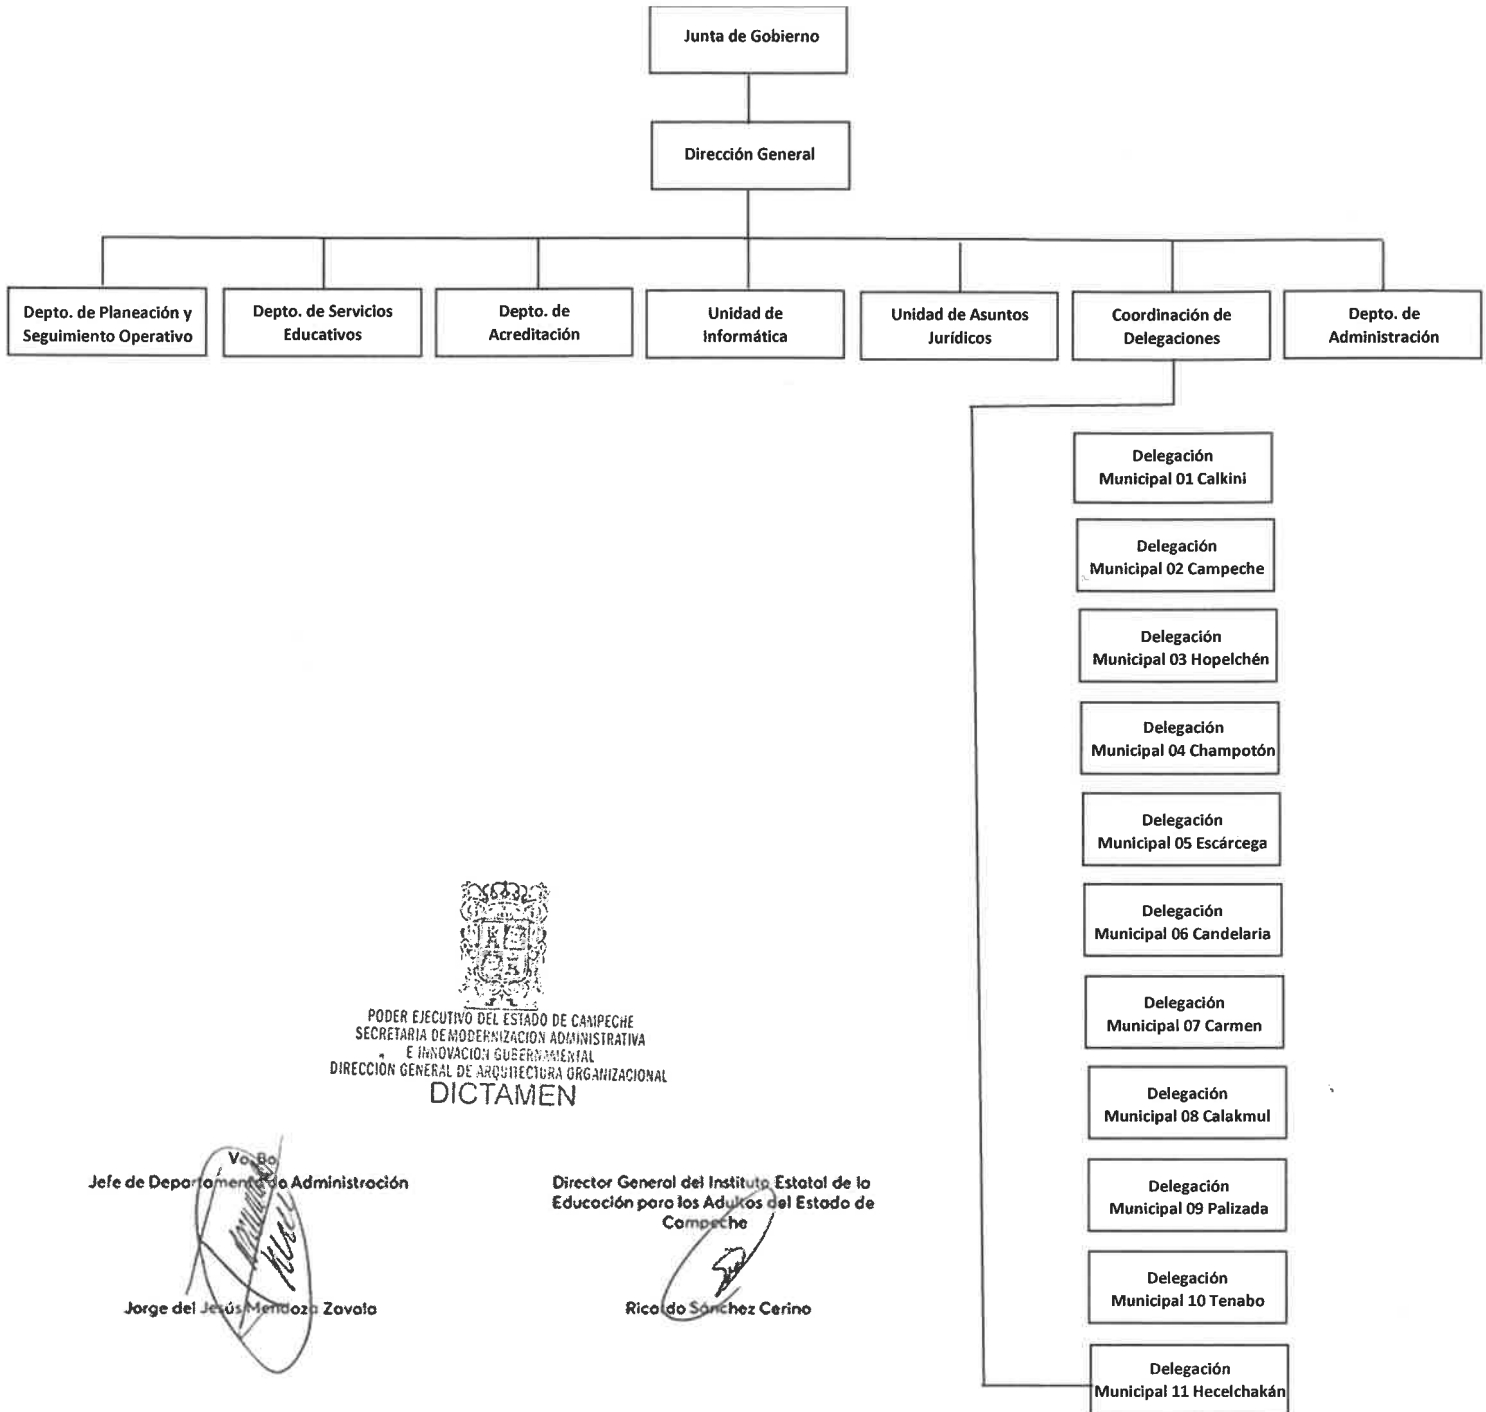 Junta de Gobierno
Dirección General
Depto. de Planeación y
Seguimiento Operativo
Depto. de Servicios
Educativos
Depto. de
Acreditación
Unidad de
Informática
Unidad de Asuntos
Jurídicos
Coordinación de
Delegaciones
Depto. de
Administración
Delegación
Municipal 01 Calkini
Delegación
Municipal 02 Campeche
Delegación
Municipal 03 Hopelchén
Delegación
Municipal 04 Champotón
Delegación
Municipal 05 Escárcega
Delegación
Municipal 06 Candelaria
Delegación
Municipal 07 Carmen
Delegación
Municipal 08 Calakmul
Delegación
Municipal 09 Palizada
Delegación
Municipal 10 Tenabo
Delegación
Municipal 11 Hecelchakán
PODER EJECUTIVO DEL ESTADO DE CAMPECHE
SECRETARIA DE MODERNIZACION ADMINISTRATIVA
E INNOVACION GUBERNAMENTAL
DIRECCIÓN GENERAL DE ARQUITECTURA ORGANIZACIONAL
DICTAMEN
Vo. Bo
Jefe de Departamento de Administración
Jorge del Jesús Mendoza Zavala
Director General del Instituto Estatal de la
Educación para los Adultos del Estado de
Campeche
Ricardo Sánchez Cerino